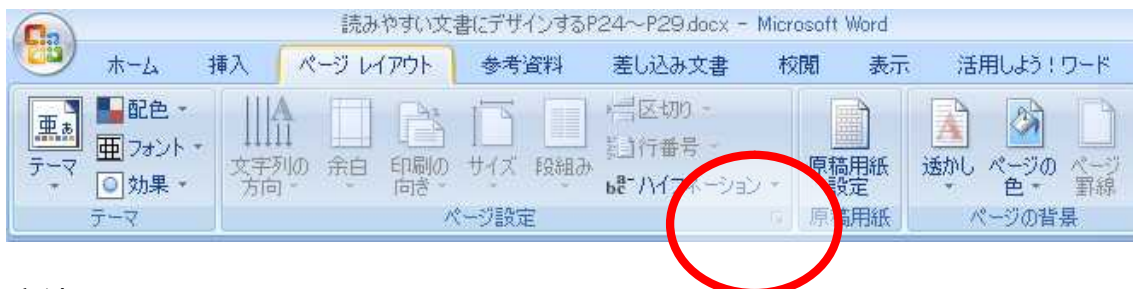 読みやすい文書にデザインするP24～P29.docx - Microsoft Word
ホーム 挿入 ページ レイアウト 参考資料 差し込み文書 校閲 表示 活用しよう！ワード
亜あ
テーマ
配色
亜 フォント
効果
文字列の
方向
余白
印刷の
向き
サイズ
段組み
区切り
行番号
ハイフネーション
原稿用紙
設定
透かし
ページの
色
ページ
罫線
テーマ ページ設定 原稿用紙 ページの背景